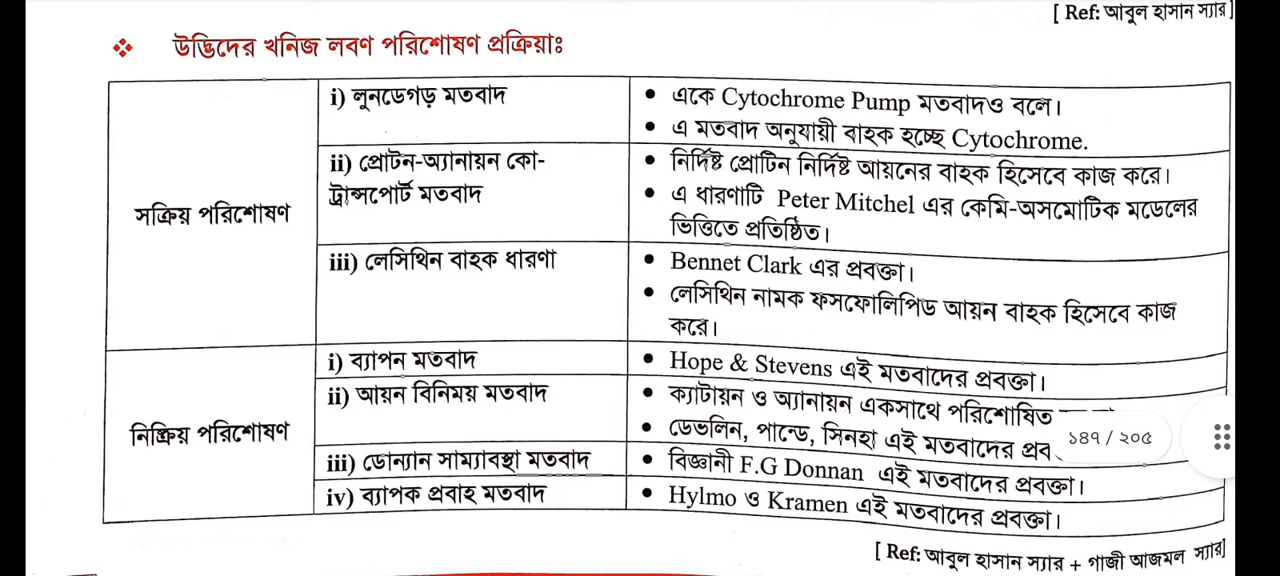 [ Ref: আবুল হাসান স্যার ]
❖ উদ্ভিদের খনিজ লবণ পরিশোষণ প্রক্রিয়াঃ
সক্রিয় পরিশোষণ
i) লুনডেগড় মতবাদ
• একে Cytochrome Pump মতবাদও বলে।
• এ মতবাদ অনুযায়ী বাহক হচ্ছে Cytochrome.
ii) প্রোটন-অ্যানায়ন কো-
ট্রান্সপোর্ট মতবাদ
• নির্দিষ্ট প্রোটিন নির্দিষ্ট আয়নের বাহক হিসেবে কাজ করে।
• এ ধারণাটি Peter Mitchel এর কেমি-অসমোটিক মডেলের
ভিত্তিতে প্রতিষ্ঠিত।
iii) লেসিথিন বাহক ধারণা
• Bennet Clark এর প্রবক্তা।
• লেসিথিন নামক ফসফোলিপিড আয়ন বাহক হিসেবে কাজ
করে।
নিষ্ক্রিয় পরিশোষণ
i) ব্যাপন মতবাদ
• Hope & Stevens এই মতবাদের প্রবক্তা।
ii) আয়ন বিনিময় মতবাদ
• ক্যাটায়ন ও অ্যানায়ন একসাথে পরিশোষিত
• ডেভলিন, পান্ডে, সিনহা এই মতবাদের প্রব
১৪৭ / ২০৫
iii) ডোন্যান সাম্যাবস্থা মতবাদ
• বিজ্ঞানী F.G Donnan এই মতবাদের প্রবক্তা।
iv) ব্যাপক প্রবাহ মতবাদ
• Hylmo ও Kramen এই মতবাদের প্রবক্তা।
[ Ref: আবুল হাসান স্যার + গাজী আজমল স্যার]